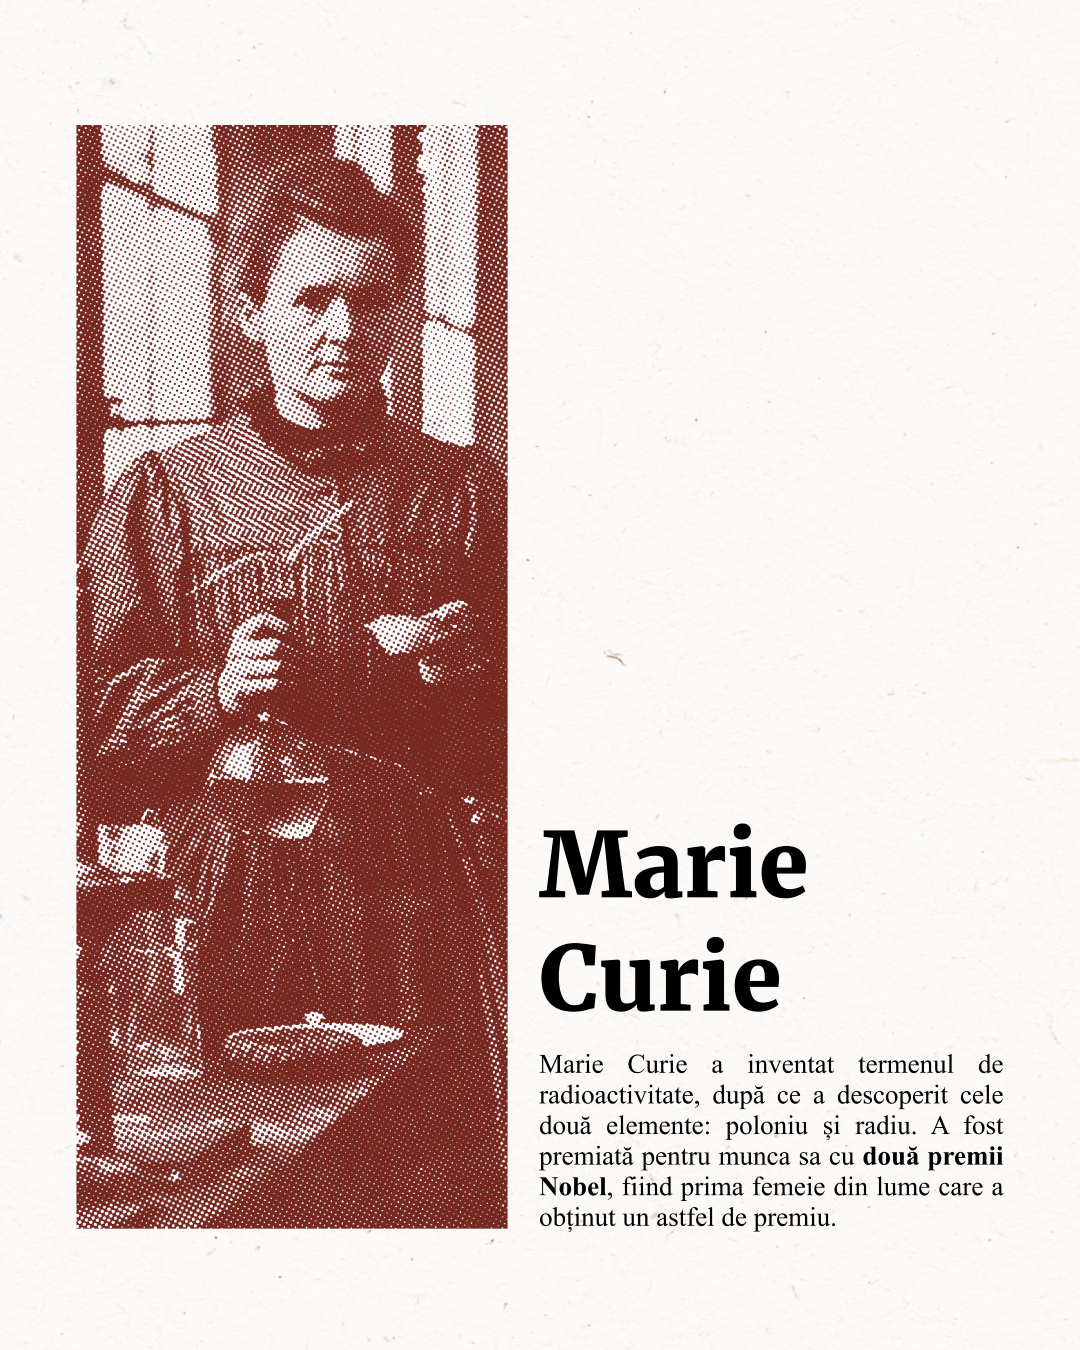 Marie
Curie
Marie Curie a inventat termenul de
radioactivitate, după ce a descoperit cele
două elemente: poloniu și radiu. A fost
premiată pentru munca sa cu două premii
Nobel, fiind prima femeie din lume care a
obținut un astfel de premiu.